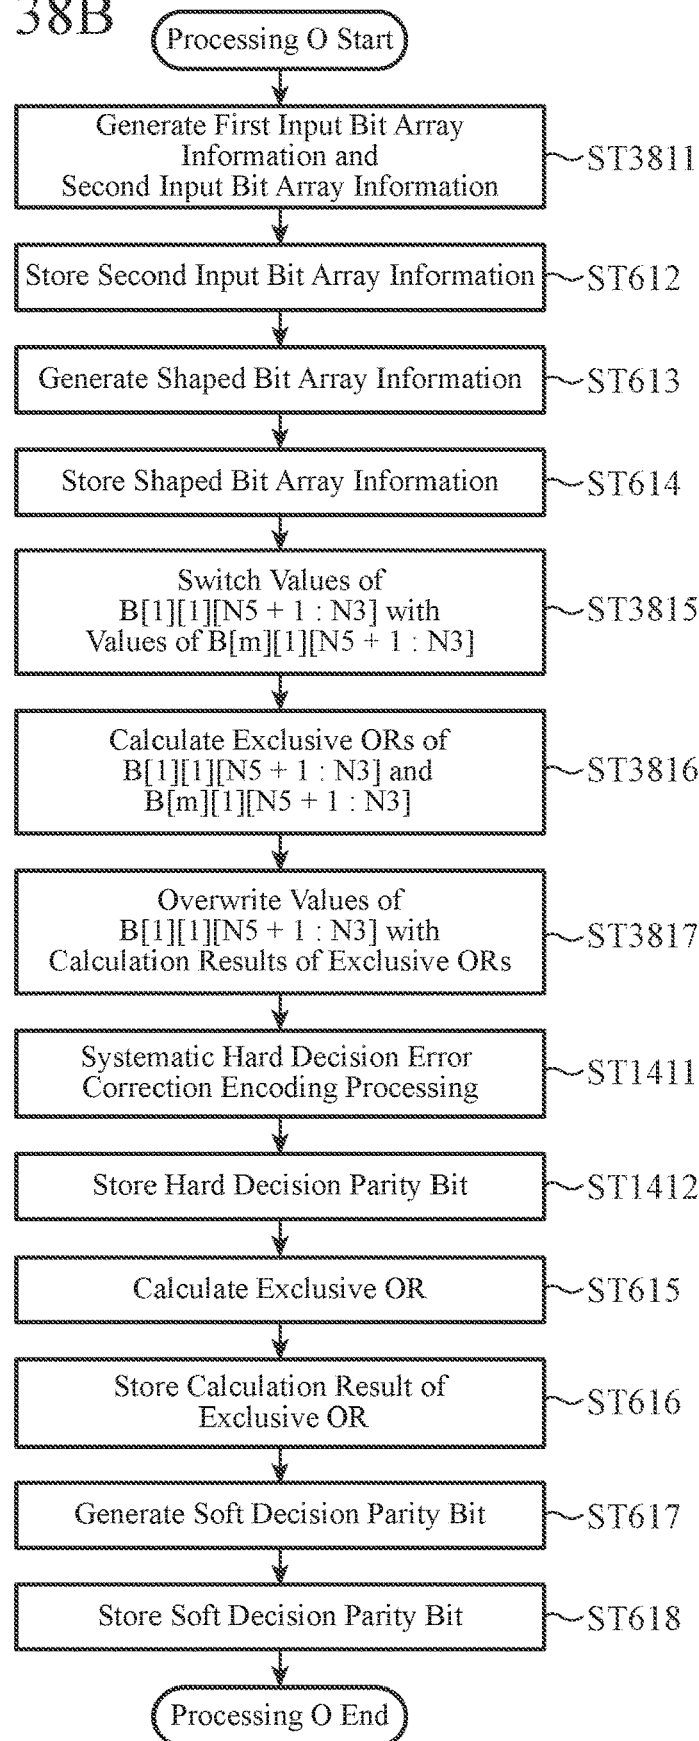 38B
Processing O Start
Generate First Input Bit Array
Information and
Second Input Bit Array Information
ST3811
Store Second Input Bit Array Information
ST612
Generate Shaped Bit Array Information
ST613
Store Shaped Bit Array Information
ST614
Switch Values of
B[1][1][N5 + 1 : N3] with
Values of B[m][1][N5 + 1 : N3]
ST3815
Calculate Exclusive ORs of
B[1][1][N5 + 1 : N3] and
B[m][1][N5 + 1 : N3]
ST3816
Overwrite Values of
B[1][1][N5 + 1 : N3] with
Calculation Results of Exclusive ORs
ST3817
Systematic Hard Decision Error
Correction Encoding Processing
ST1411
Store Hard Decision Parity Bit
ST1412
Calculate Exclusive OR
ST615
Store Calculation Result of
Exclusive OR
ST616
Generate Soft Decision Parity Bit
ST617
Store Soft Decision Parity Bit
ST618
Processing O End